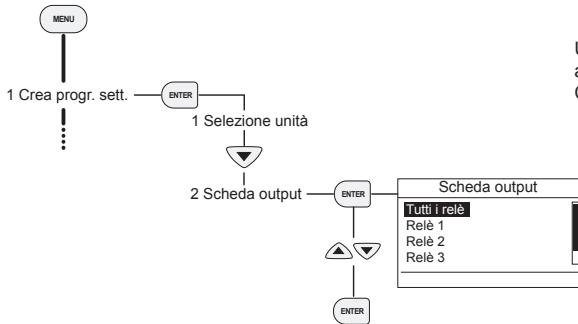 MENU
1 Crea progr. sett.
ENTER
1 Selezione unità
2 Scheda output
ENTER
Scheda output
Tutti i relè
Relè 1
Relè 2
Relè 3
ENTER